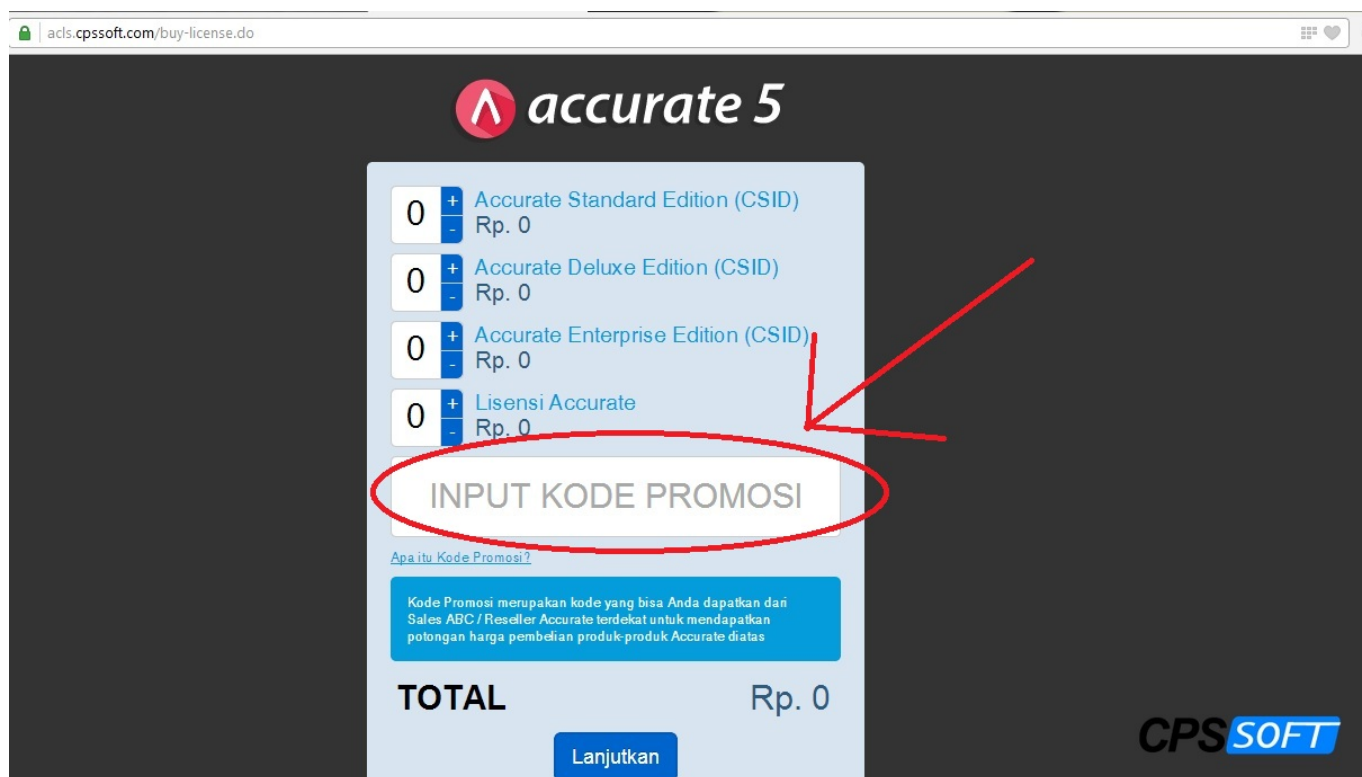 acls.cpssoft.com/buy-license.do
accurate 5
0 + - Accurate Standard Edition (CSID)
Rp. 0
0 + - Accurate Deluxe Edition (CSID)
Rp. 0
0 + - Accurate Enterprise Edition (CSID)
Rp. 0
0 + - Lisensi Accurate
Rp. 0
INPUT KODE PROMOSI
Apa itu Kode Promosi?
Kode Promosi merupakan kode yang bisa Anda dapatkan dari
Sales ABC / Reseller Accurate terdekat untuk mendapatkan
potongan harga pembelian produk-produk Accurate diatas
TOTAL Rp. 0
Lanjutkan
CPSSOFT